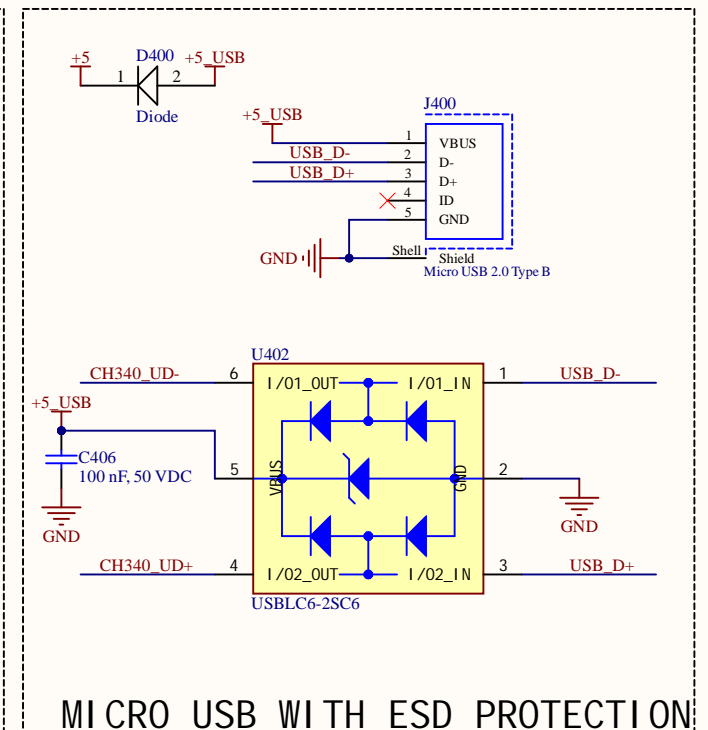 +5 D400 +5_USB
1 2
Diode
J400
+5_USB
1 VBUS
USB_D- 2 D-
USB_D+ 3 D+
4 ID
5 GND
GND Shell Shield
Micro USB 2.0 Type B
U402
CH340_UD- 6 I/O1_OUT I/O1_IN 1 USB_D-
+5_USB
C406
100 nF, 50 VDC
5 VBUS GND 2
GND
GND
CH340_UD+ 4 I/O2_OUT I/O2_IN 3 USB_D+
USBLC6-2SC6
MICRO USB WITH ESD PROTECTION